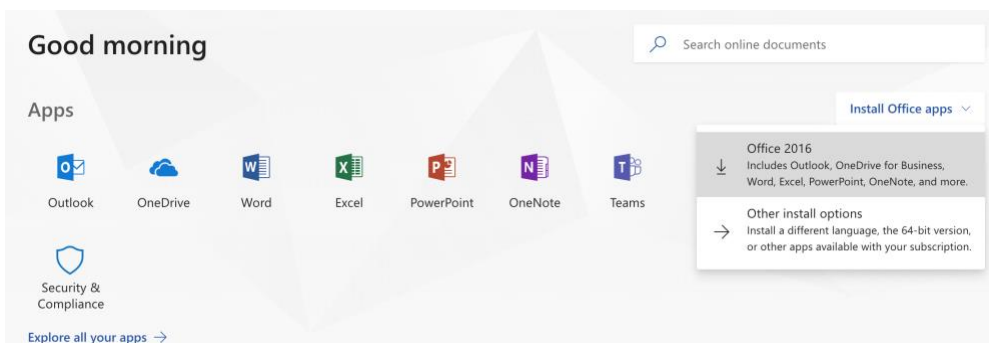 Good morning
Search online documents
Apps
Install Office apps
Office 2016
Includes Outlook, OneDrive for Business,
Word, Excel, PowerPoint, OneNote, and more.
Outlook
OneDrive
Word
Excel
PowerPoint
OneNote
Teams
Other install options
Install a different language, the 64-bit version,
or other apps available with your subscription.
Security &
Compliance
Explore all your apps →